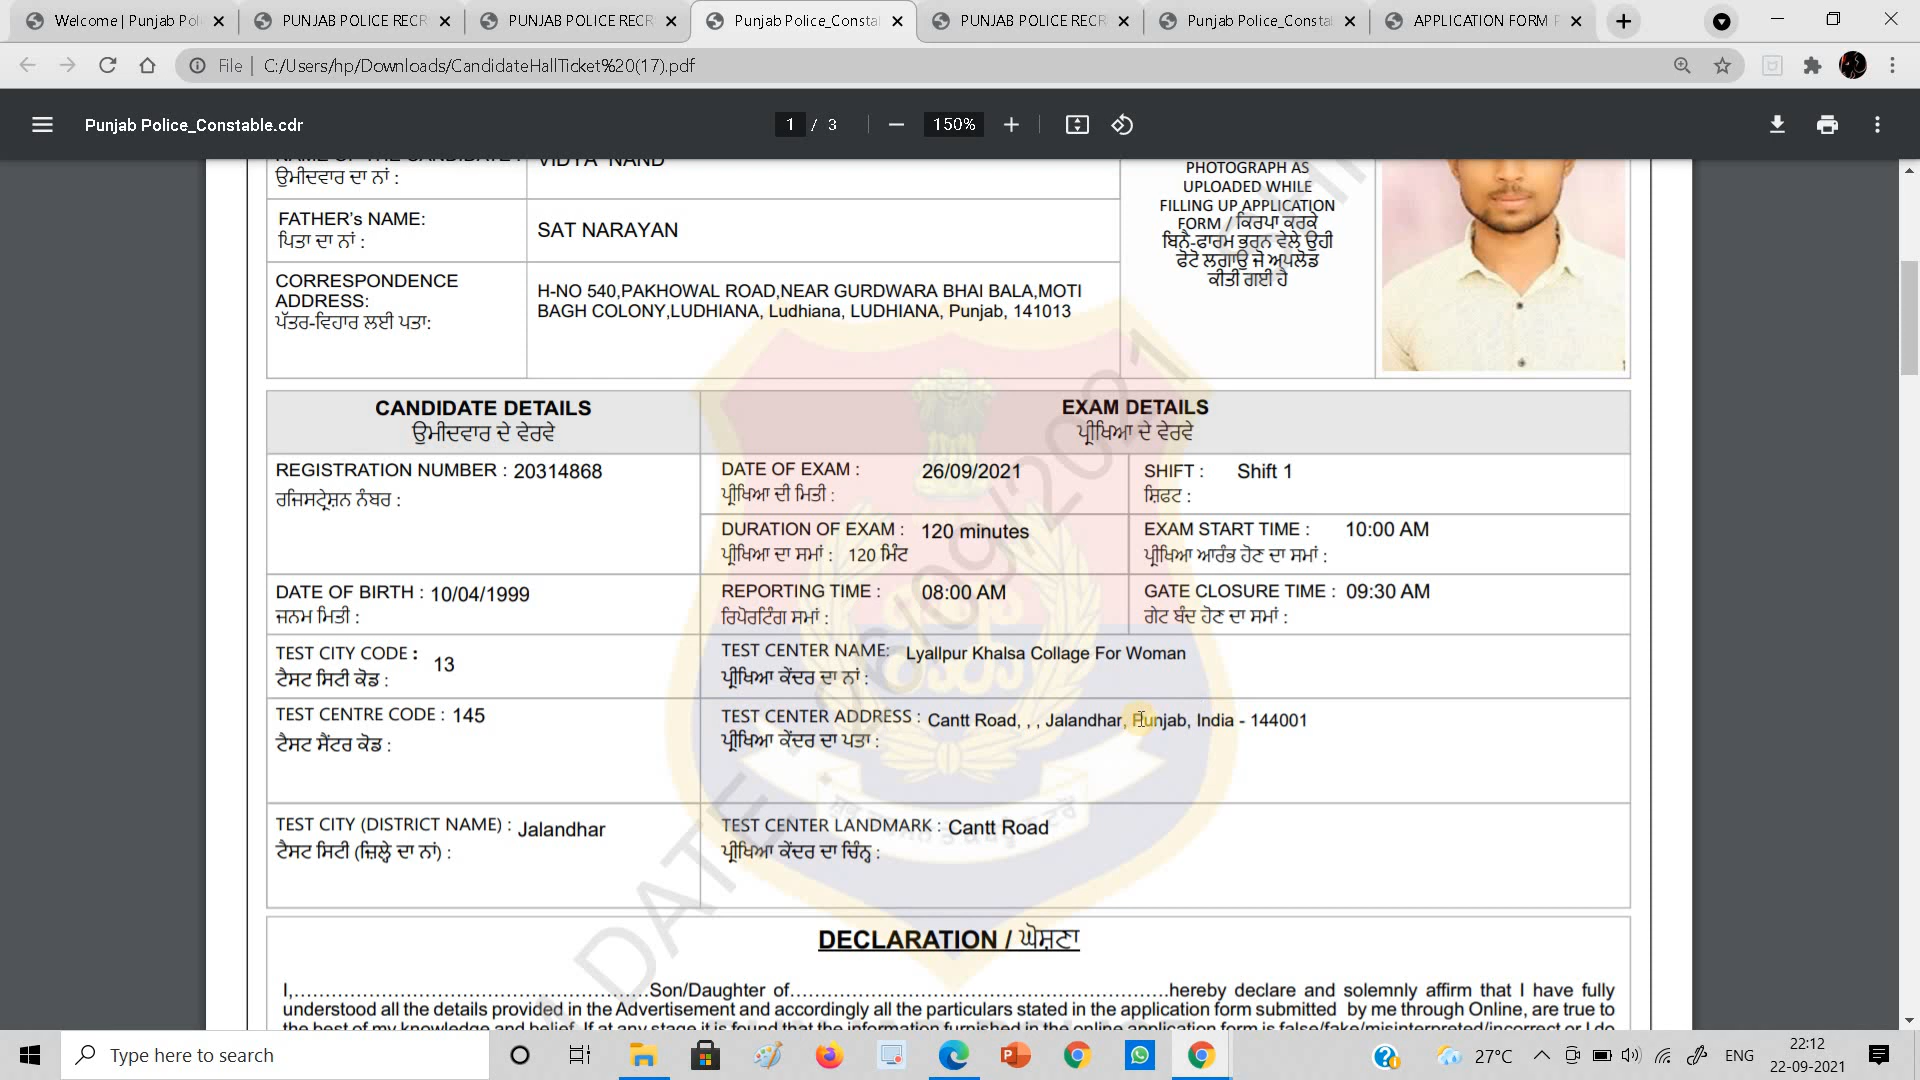 Welcome | Punjab Pol
PUNJAB POLICE RECR
PUNJAB POLICE RECR
Punjab Police_Consta
PUNJAB POLICE RECR
Punjab Police_Consta
APPLICATION FORM F
File | C:/Users/hp/Downloads/CandidateHallTicket%20(17).pdf
Punjab Police_Constable.cdr
1 / 3
150%
NAME OF THE CANDIDATE : VIDYA NAND
ਉਮੀਦਵਾਰ ਦਾ ਨਾਂ :
FATHER's NAME: SAT NARAYAN
ਪਿਤਾ ਦਾ ਨਾਂ :
CORRESPONDENCE
ADDRESS:
ਪੱਤਰ-ਵਿਹਾਰ ਲਈ ਪਤਾ:
H-NO 540,PAKHOWAL ROAD,NEAR GURDWARA BHAI BALA,MOTI
BAGH COLONY,LUDHIANA, Ludhiana, LUDHIANA, Punjab, 141013
PHOTOGRAPH AS
UPLOADED WHILE
FILLING UP APPLICATION
FORM / ਕਿਰਪਾ ਕਰਕੇ
ਬਿਨੈ-ਫਾਰਮ ਭਰਨ ਵੇਲੇ ਉਹੀ
ਫੋਟੋ ਲਗਾਉ ਜੋ ਅਪਲੋਡ
ਕੀਤੀ ਗਈ ਹੈ
CANDIDATE DETAILS
ਉਮੀਦਵਾਰ ਦੇ ਵੇਰਵੇ
EXAM DETAILS
ਪ੍ਰੀਖਿਆ ਦੇ ਵੇਰਵੇ
REGISTRATION NUMBER : 20314868
ਰਜਿਸਟ੍ਰੇਸ਼ਨ ਨੰਬਰ :
DATE OF EXAM : 26/09/2021
ਪ੍ਰੀਖਿਆ ਦੀ ਮਿਤੀ :
SHIFT : Shift 1
ਸ਼ਿਫਟ :
DURATION OF EXAM : 120 minutes
ਪ੍ਰੀਖਿਆ ਦਾ ਸਮਾਂ : 120 ਮਿੰਟ
EXAM START TIME : 10:00 AM
ਪ੍ਰੀਖਿਆ ਆਰੰਭ ਹੋਣ ਦਾ ਸਮਾਂ :
DATE OF BIRTH : 10/04/1999
ਜਨਮ ਮਿਤੀ :
REPORTING TIME : 08:00 AM
ਰਿਪੋਰਟਿੰਗ ਸਮਾਂ :
GATE CLOSURE TIME : 09:30 AM
ਗੇਟ ਬੰਦ ਹੋਣ ਦਾ ਸਮਾਂ :
TEST CITY CODE : 13
ਟੈਸਟ ਸਿਟੀ ਕੋਡ :
TEST CENTER NAME: Lyallpur Khalsa Collage For Woman
ਪ੍ਰੀਖਿਆ ਕੇਂਦਰ ਦਾ ਨਾਂ :
TEST CENTRE CODE : 145
ਟੈਸਟ ਸੈਂਟਰ ਕੋਡ :
TEST CENTER ADDRESS : Cantt Road, , , Jalandhar, Punjab, India - 144001
ਪ੍ਰੀਖਿਆ ਕੇਂਦਰ ਦਾ ਪਤਾ :
TEST CITY (DISTRICT NAME) : Jalandhar
ਟੈਸਟ ਸਿਟੀ (ਜ਼ਿਲ੍ਹੇ ਦਾ ਨਾਂ) :
TEST CENTER LANDMARK : Cantt Road
ਪ੍ਰੀਖਿਆ ਕੇਂਦਰ ਦਾ ਚਿੰਨ੍ਹ :
DATE : 26/09/2021
DECLARATION / ਘੋਸ਼ਣਾ
I,....................................................Son/Daughter of.......................................................hereby declare and solemnly affirm that I have fully
understood all the details provided in the Advertisement and accordingly all the particulars stated in the application form submitted by me through Online, are true to
the best of my knowledge and belief. If at any stage it is found that the information furnished in the online application form is false/fake/misinterpreted/incorrect or I do
Type here to search
27°C
ENG
22:12
22-09-2021